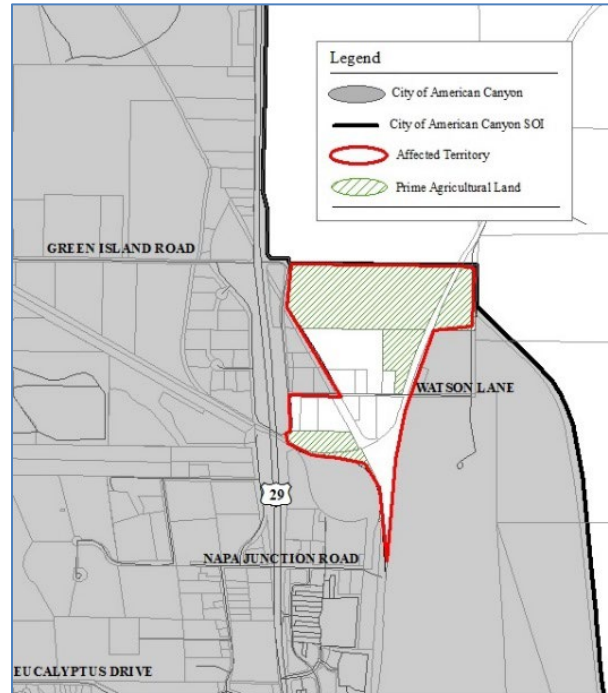 Legend
City of American Canyon
City of American Canyon SOI
Affected Territory
Prime Agricultural Land
GREEN ISLAND ROAD
WATSON LANE
29
NAPA JUNCTION ROAD
EUCALYPTUS DRIVE